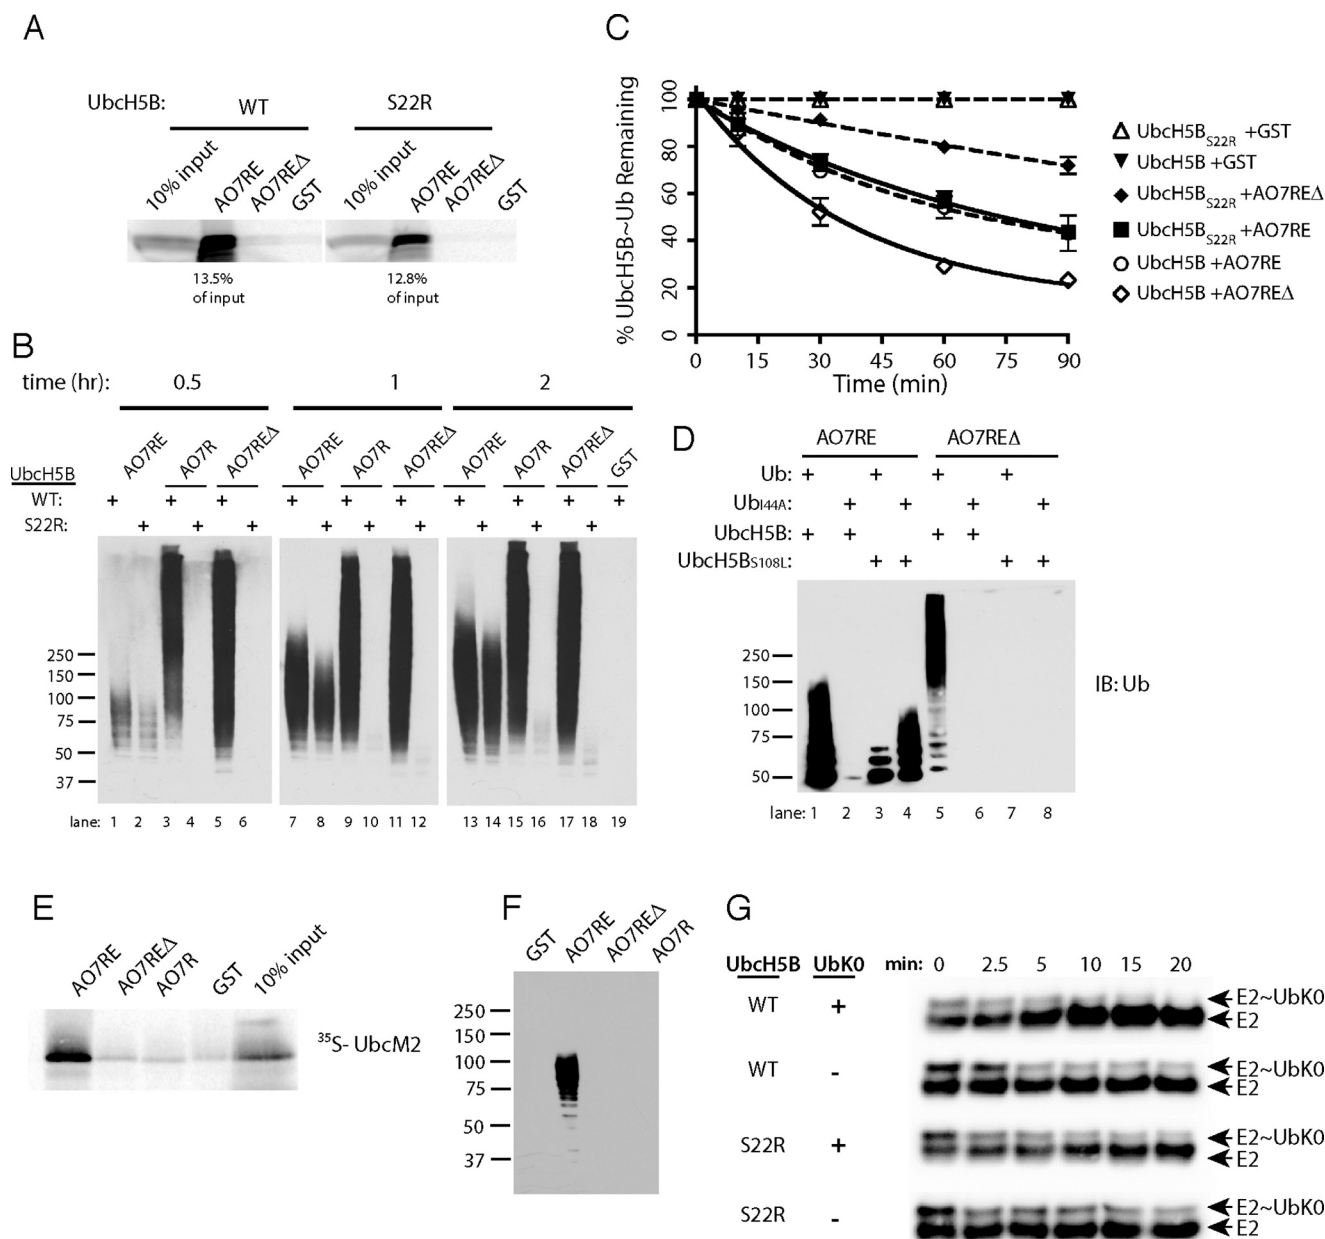 A
UbcH5B: WT S22R
10% input AO7RE AO7REΔ GST 10% input AO7RE AO7REΔ GST
13.5% of input
12.8% of input
B
time (hr): 0.5 1 2
AO7RE AO7R AO7REΔ AO7RE AO7R AO7REΔ AO7RE AO7R AO7REΔ GST
UbcH5B
WT: + + + + + + + + + +
S22R: + + + + + + + + +
250
150
100
75
50
37
lane: 1 2 3 4 5 6 7 8 9 10 11 12 13 14 15 16 17 18 19
C
% UbcH5B~Ub Remaining
100
80
60
40
20
0
0 15 30 45 60 75 90
Time (min)
UbcH5BS22R +GST
UbcH5B +GST
UbcH5BS22R +AO7REΔ
UbcH5BS22R +AO7RE
UbcH5B +AO7RE
UbcH5B +AO7REΔ
D
AO7RE AO7REΔ
Ub: + + + +
UbI44A: + + + +
UbcH5B: + + + +
UbcH5BS108L: + + + +
250
150
100
75
50
IB: Ub
lane: 1 2 3 4 5 6 7 8
E
AO7RE AO7REΔ AO7R GST 10% input
35S- UbcM2
F
GST AO7RE AO7REΔ AO7R
250
150
100
75
50
37
G
UbcH5B UbK0 min: 0 2.5 5 10 15 20
WT + E2~UbK0
E2
WT - E2~UbK0
E2
S22R + E2~UbK0
E2
S22R - E2~UbK0
E2